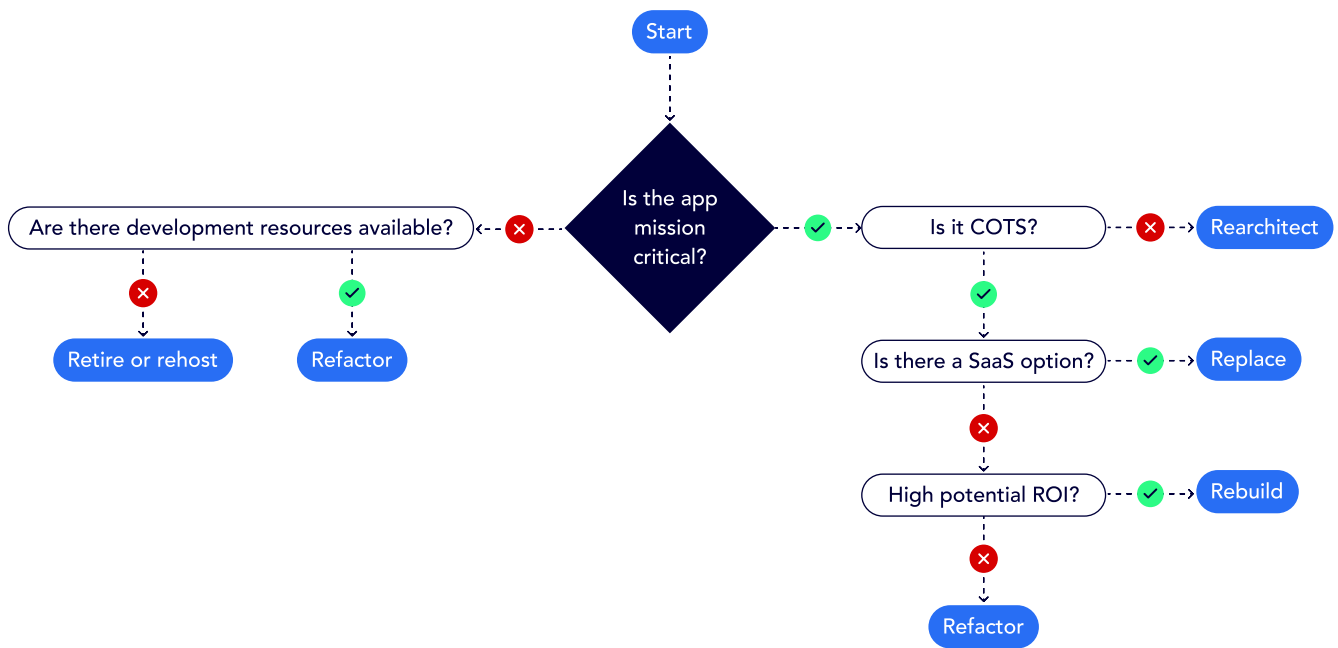 Start
Is the app
mission
critical?
Are there development resources available?
Is it COTS?
Rearchitect
Retire or rehost
Refactor
Is there a SaaS option?
Replace
High potential ROI?
Rebuild
Refactor